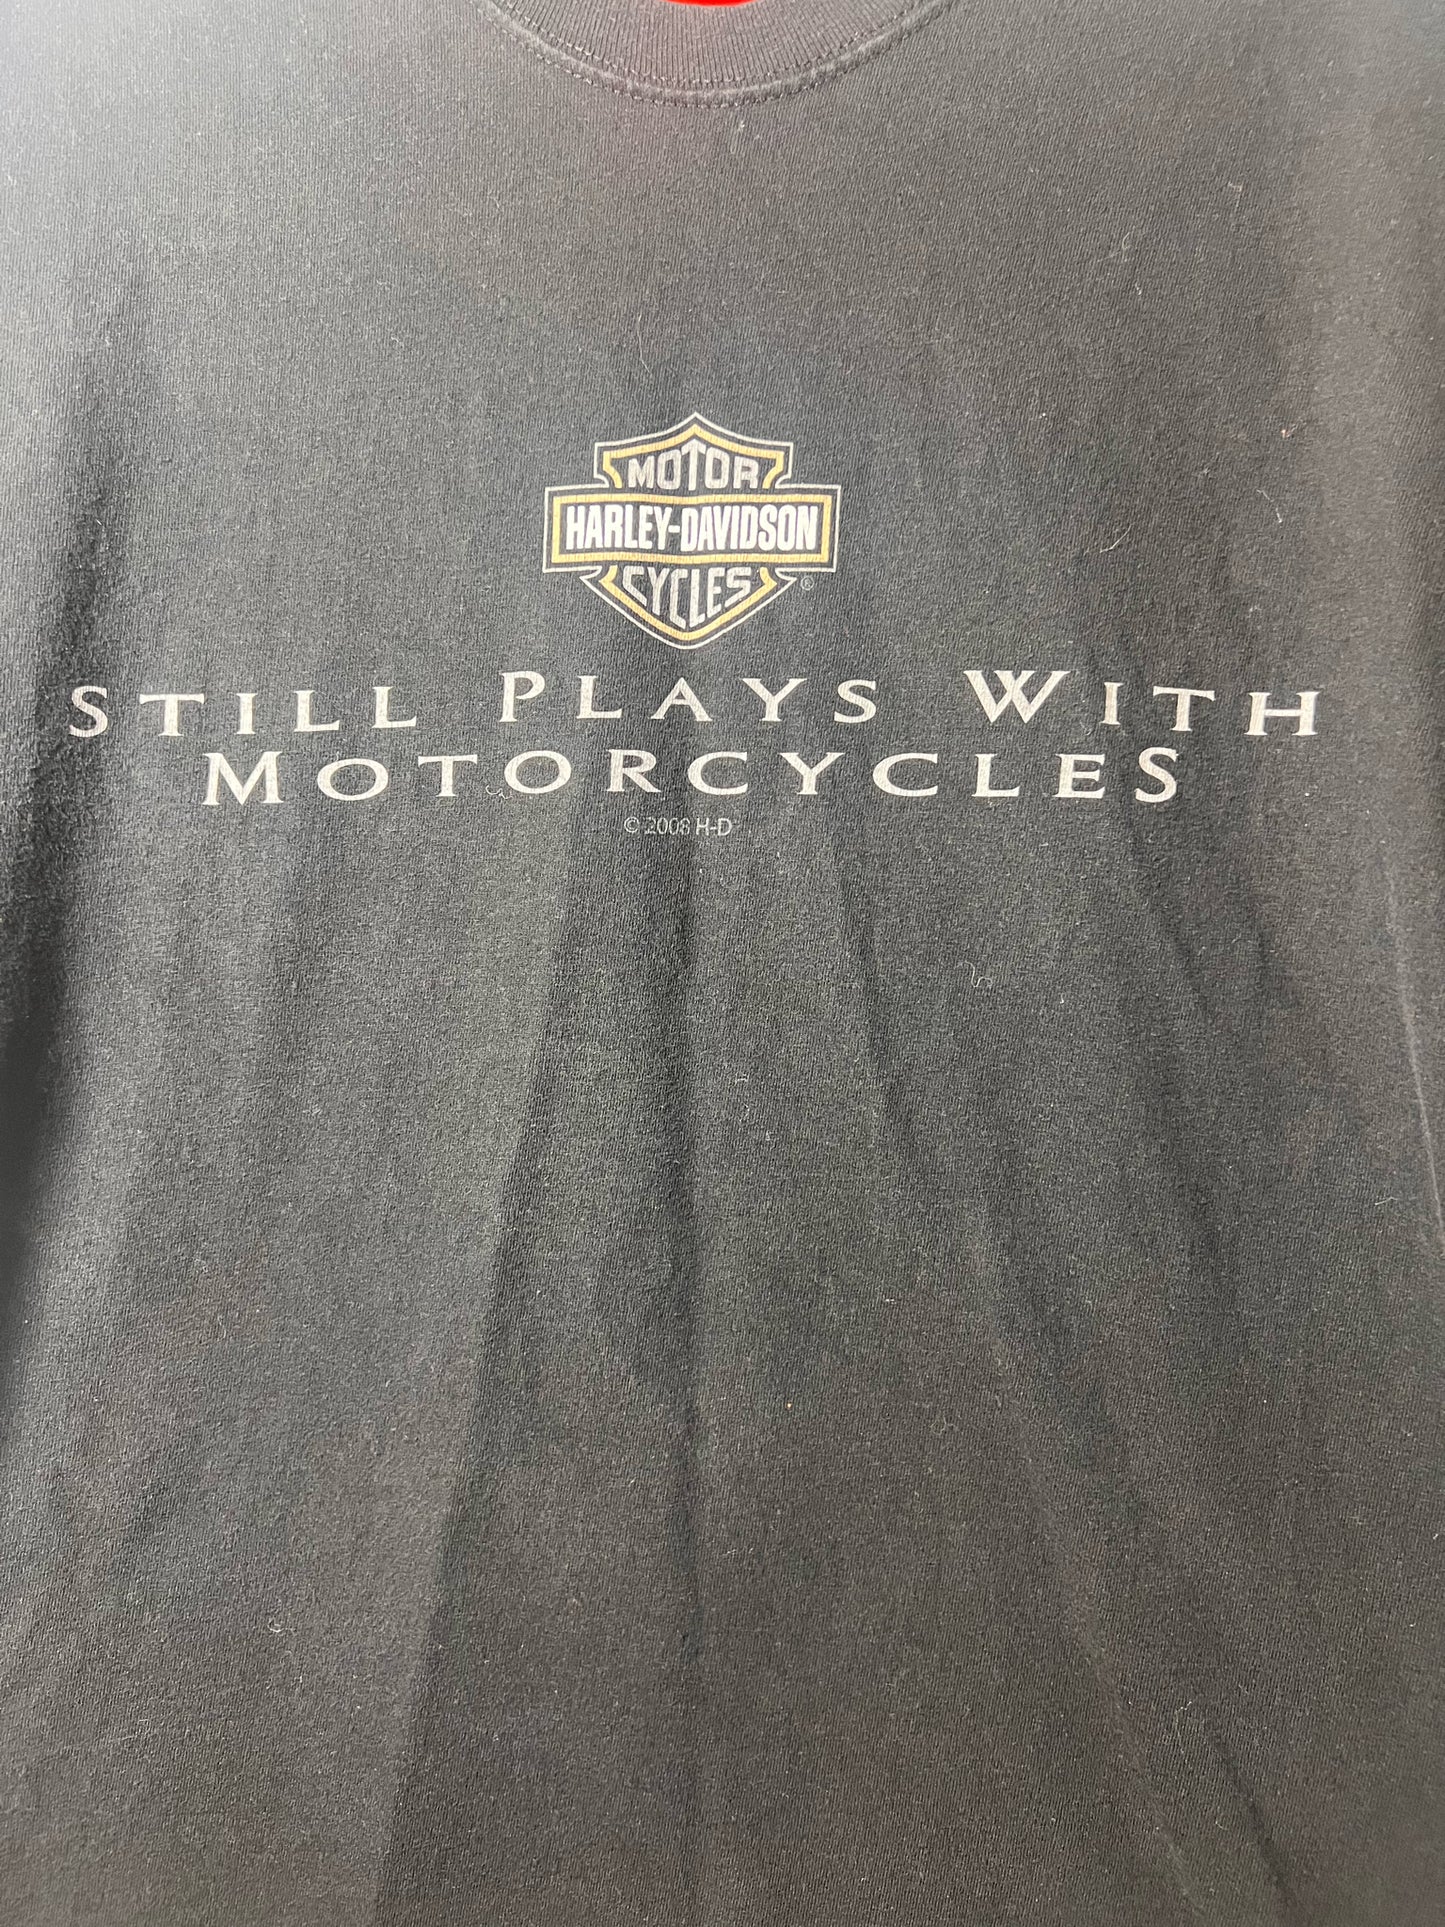 MOTOR
HARLEY-DAVIDSON
CYCLES
®
STILL PLAYS WITH
MOTORCYCLES
© 2008 H-D